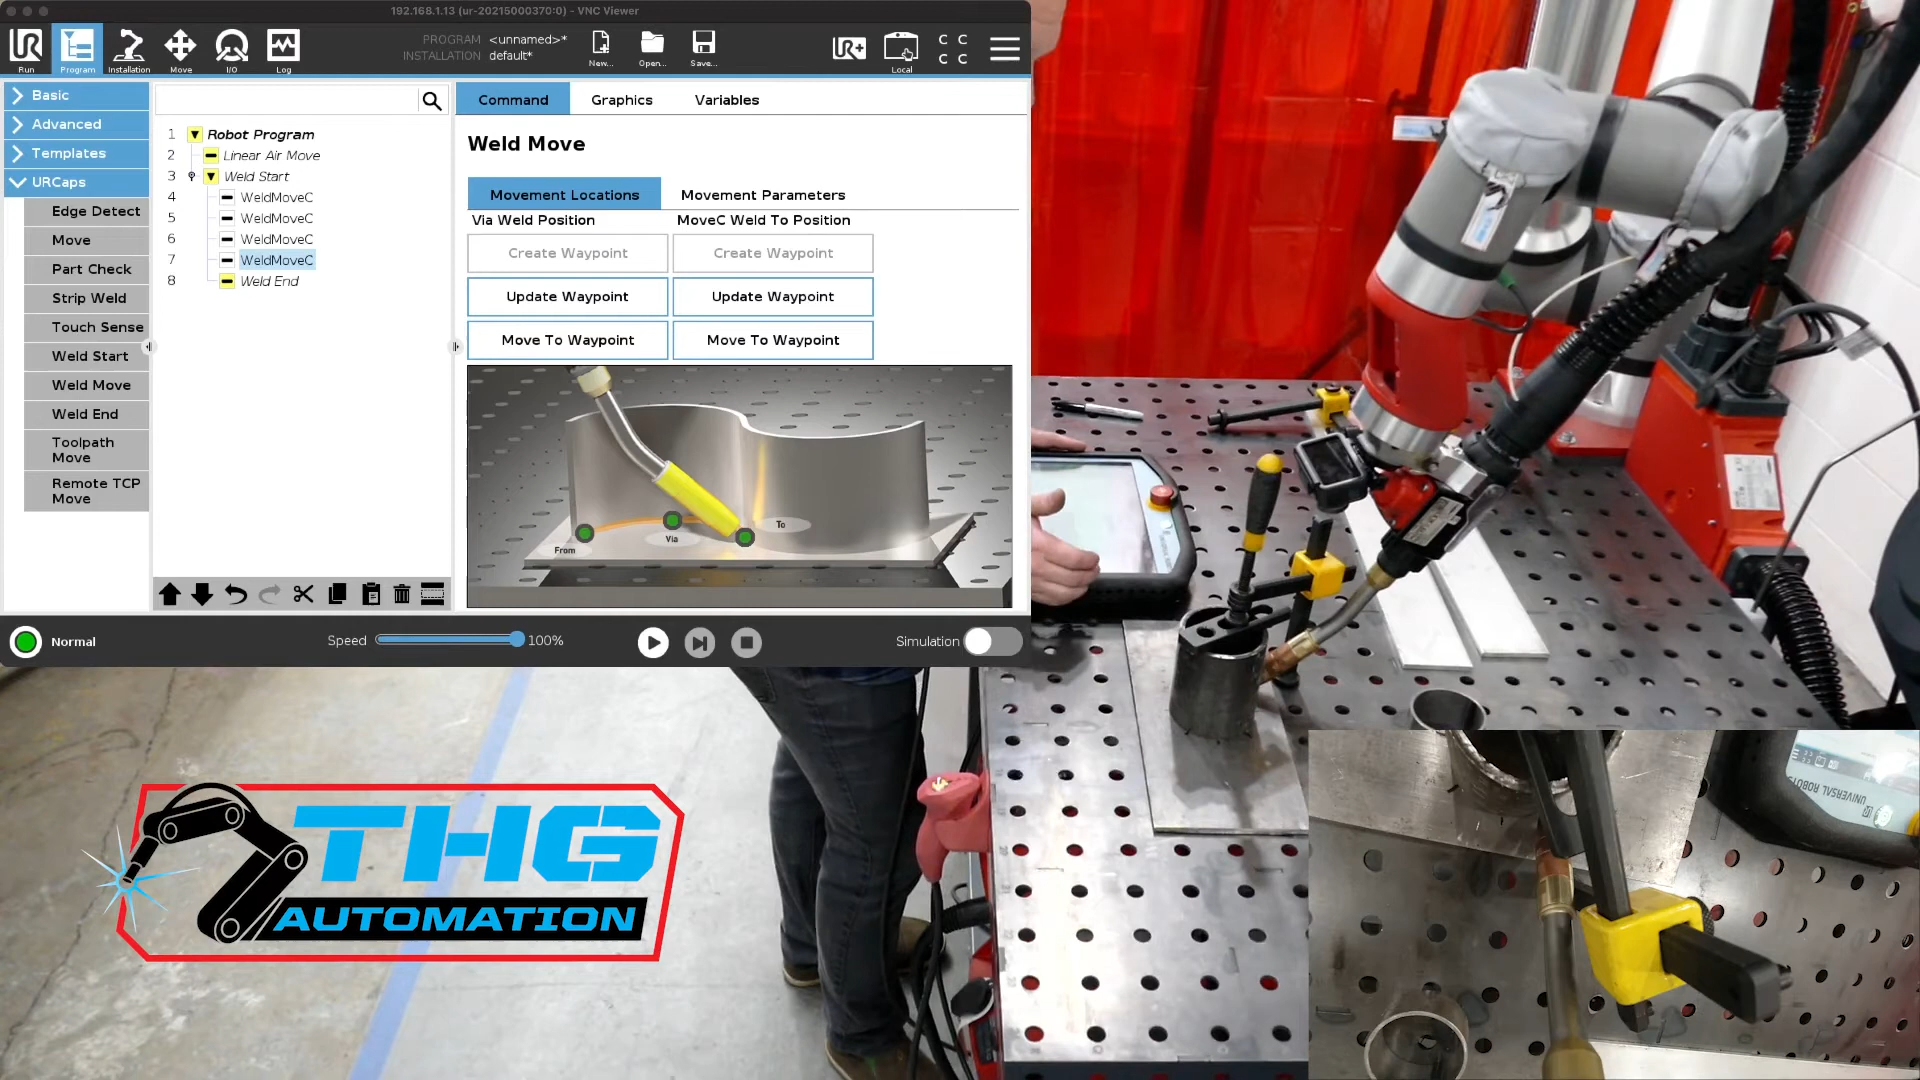 192.168.1.13 (ur-20215000370:0) - VNC Viewer
Run
Program
Installation
Move
I/O
Log
PROGRAM <unnamed>*
INSTALLATION default*
New...
Open...
Save...
UR+
Local
C C
C C
Basic
Advanced
Templates
URCaps
Edge Detect
Move
Part Check
Strip Weld
Touch Sense
Weld Start
Weld Move
Weld End
Toolpath
Move
Remote TCP
Move
1 Robot Program
2 Linear Air Move
3 Weld Start
4 WeldMoveC
5 WeldMoveC
6 WeldMoveC
7 WeldMoveC
8 Weld End
Command Graphics Variables
Weld Move
Movement Locations Movement Parameters
Via Weld Position MoveC Weld To Position
Create Waypoint Create Waypoint
Update Waypoint Update Waypoint
Move To Waypoint Move To Waypoint
From
Via
To
Normal
Speed 100%
Simulation
THG
AUTOMATION
UNIVERSAL ROBOTS